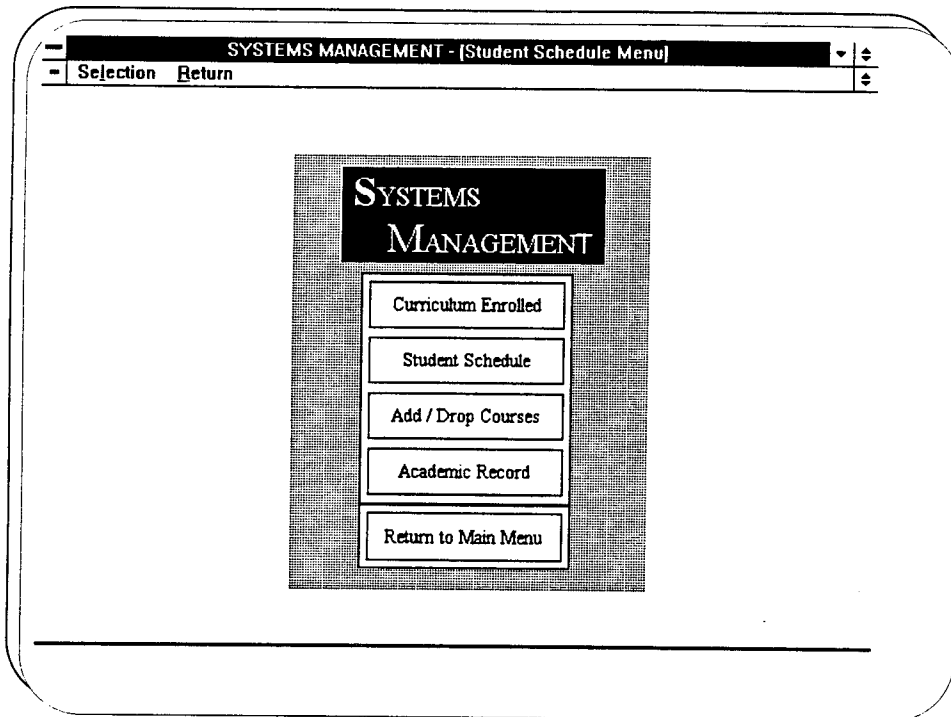 SYSTEMS MANAGEMENT - [Student Schedule Menu]
Selection Return
SYSTEMS
MANAGEMENT
Curriculum Enrolled
Student Schedule
Add / Drop Courses
Academic Record
Return to Main Menu